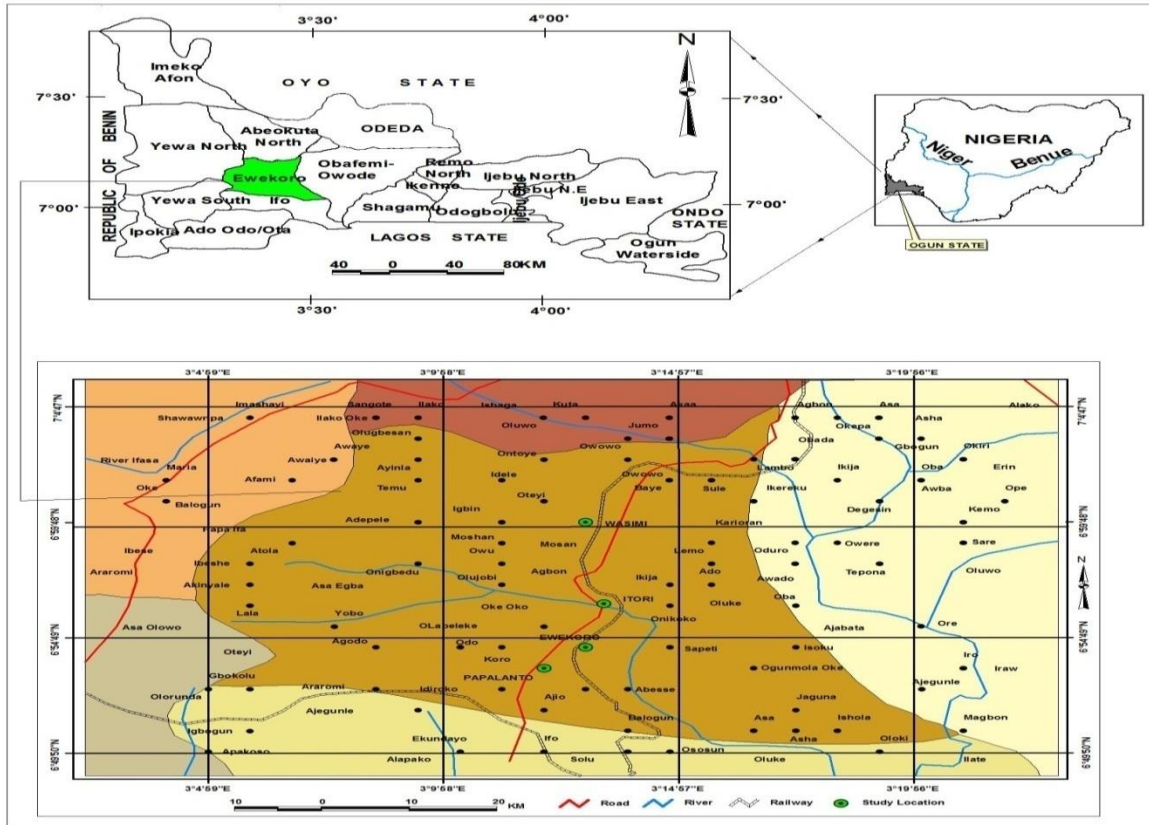 3°30'
4°00'
N
Imeko
Afon
OYO STATE
7°30'
7°30'
Abeokuta
North
ODEDA
Yewa North
REPUBLIC OF BENIN
Ewekoro
Obafemi-
Owode
Remo
North
Ikenne
Ijebu North
Ijebu N.E
Yewa South
Ifo
Shagamu
Odogbolu
Ijebu East
7°00'
7°00'
ONDO
STATE
Ipokia
Ado Odo/Ota
LAGOS STATE
Ogun
Waterside
40 0 40 80KM
3°30'
4°00'
NIGERIA
Niger
Benue
OGUN STATE
3°4'59"E
3°9'58"E
3°14'57"E
3°19'56"E
Shawawnpa
Imashayi
Ilako Oke
Bangote
Ilako
Ishaga
Kuta
Akaa
Agbon
Asa
Alako
Oluwo
Jumo
Okepa
Asha
Olugbesan
Obada
Gbogun
River Ifasa
Awaye
Ontoye
Owowo
Okiri
Maria
Awaiye
Ayinla
Idele
Owowo
Lambo
Ikija
Oba
Erin
Oke
Afami
Temu
Oteyi
Baye
Sule
Ikereku
Awba
Ope
Balogun
Igbin
Degesin
Kemo
Papa Ifa
Adepele
WASIMI
Karioran
Ibese
Atola
Moshan
Mosan
Lemo
Oduro
Owere
Sare
Ibeshe
Owu
Araromi
Onigbedu
Agbon
Ado
Tepona
Oluwo
Akinyale
Asa Egba
Olujobi
Ikija
Awado
ITORI
Oluke
Oba
Lala
Oke Oko
Onikoko
Ore
Asa Olowo
Yobo
OLapeleke
EWEKORO
Ajabata
Oteyi
Agodo
Odo
Sapeti
Isoku
Iro
Gbokolu
Koro
Ogunmola Oke
Iraw
Olorunda
Araromi
Idiroko
PAPALANTO
Ajio
Abesse
Jaguna
Ajegunle
Ajegunle
Balogun
Asa
Ishola
Magbon
Igbogun
Ekundayo
Ifo
Asha
Oloki
Apakoso
Alapako
Solu
Ososun
Oluke
Ilate
N
10 0 10 20
KM
Road
River
Railway
Study Location